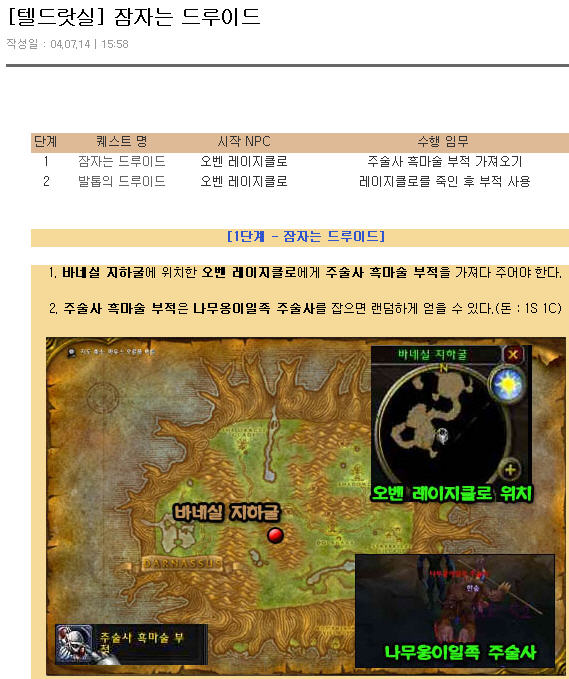 [텔드랏실] 잠자는 드루이드
작성일 : 04.07.14 | 15:58
단계 퀘스트 명 시작 NPC 수행 임무
1 잠자는 드루이드 오벤 레이지클로 주술사 흑마술 부적 가져오기
2 발톱의 드루이드 오벤 레이지클로 레이지클로를 죽인 후 부적 사용
[1단계 - 잠자는 드루이드]
1. 바네실 지하굴에 위치한 오벤 레이지클로에게 주술사 흑마술 부적을 가져다 주어야 한다.
2. 주술사 흑마술 부적은 나무옹이일족 주술사를 잡으면 랜덤하게 얻을 수 있다.(돈 : 1S 1C)
바네실 지하굴
N
오벤 레이지클로 위치
바네실 지하굴
DARNASSUS
나무옹이일족 주술사
주술사 흑마술 부
적